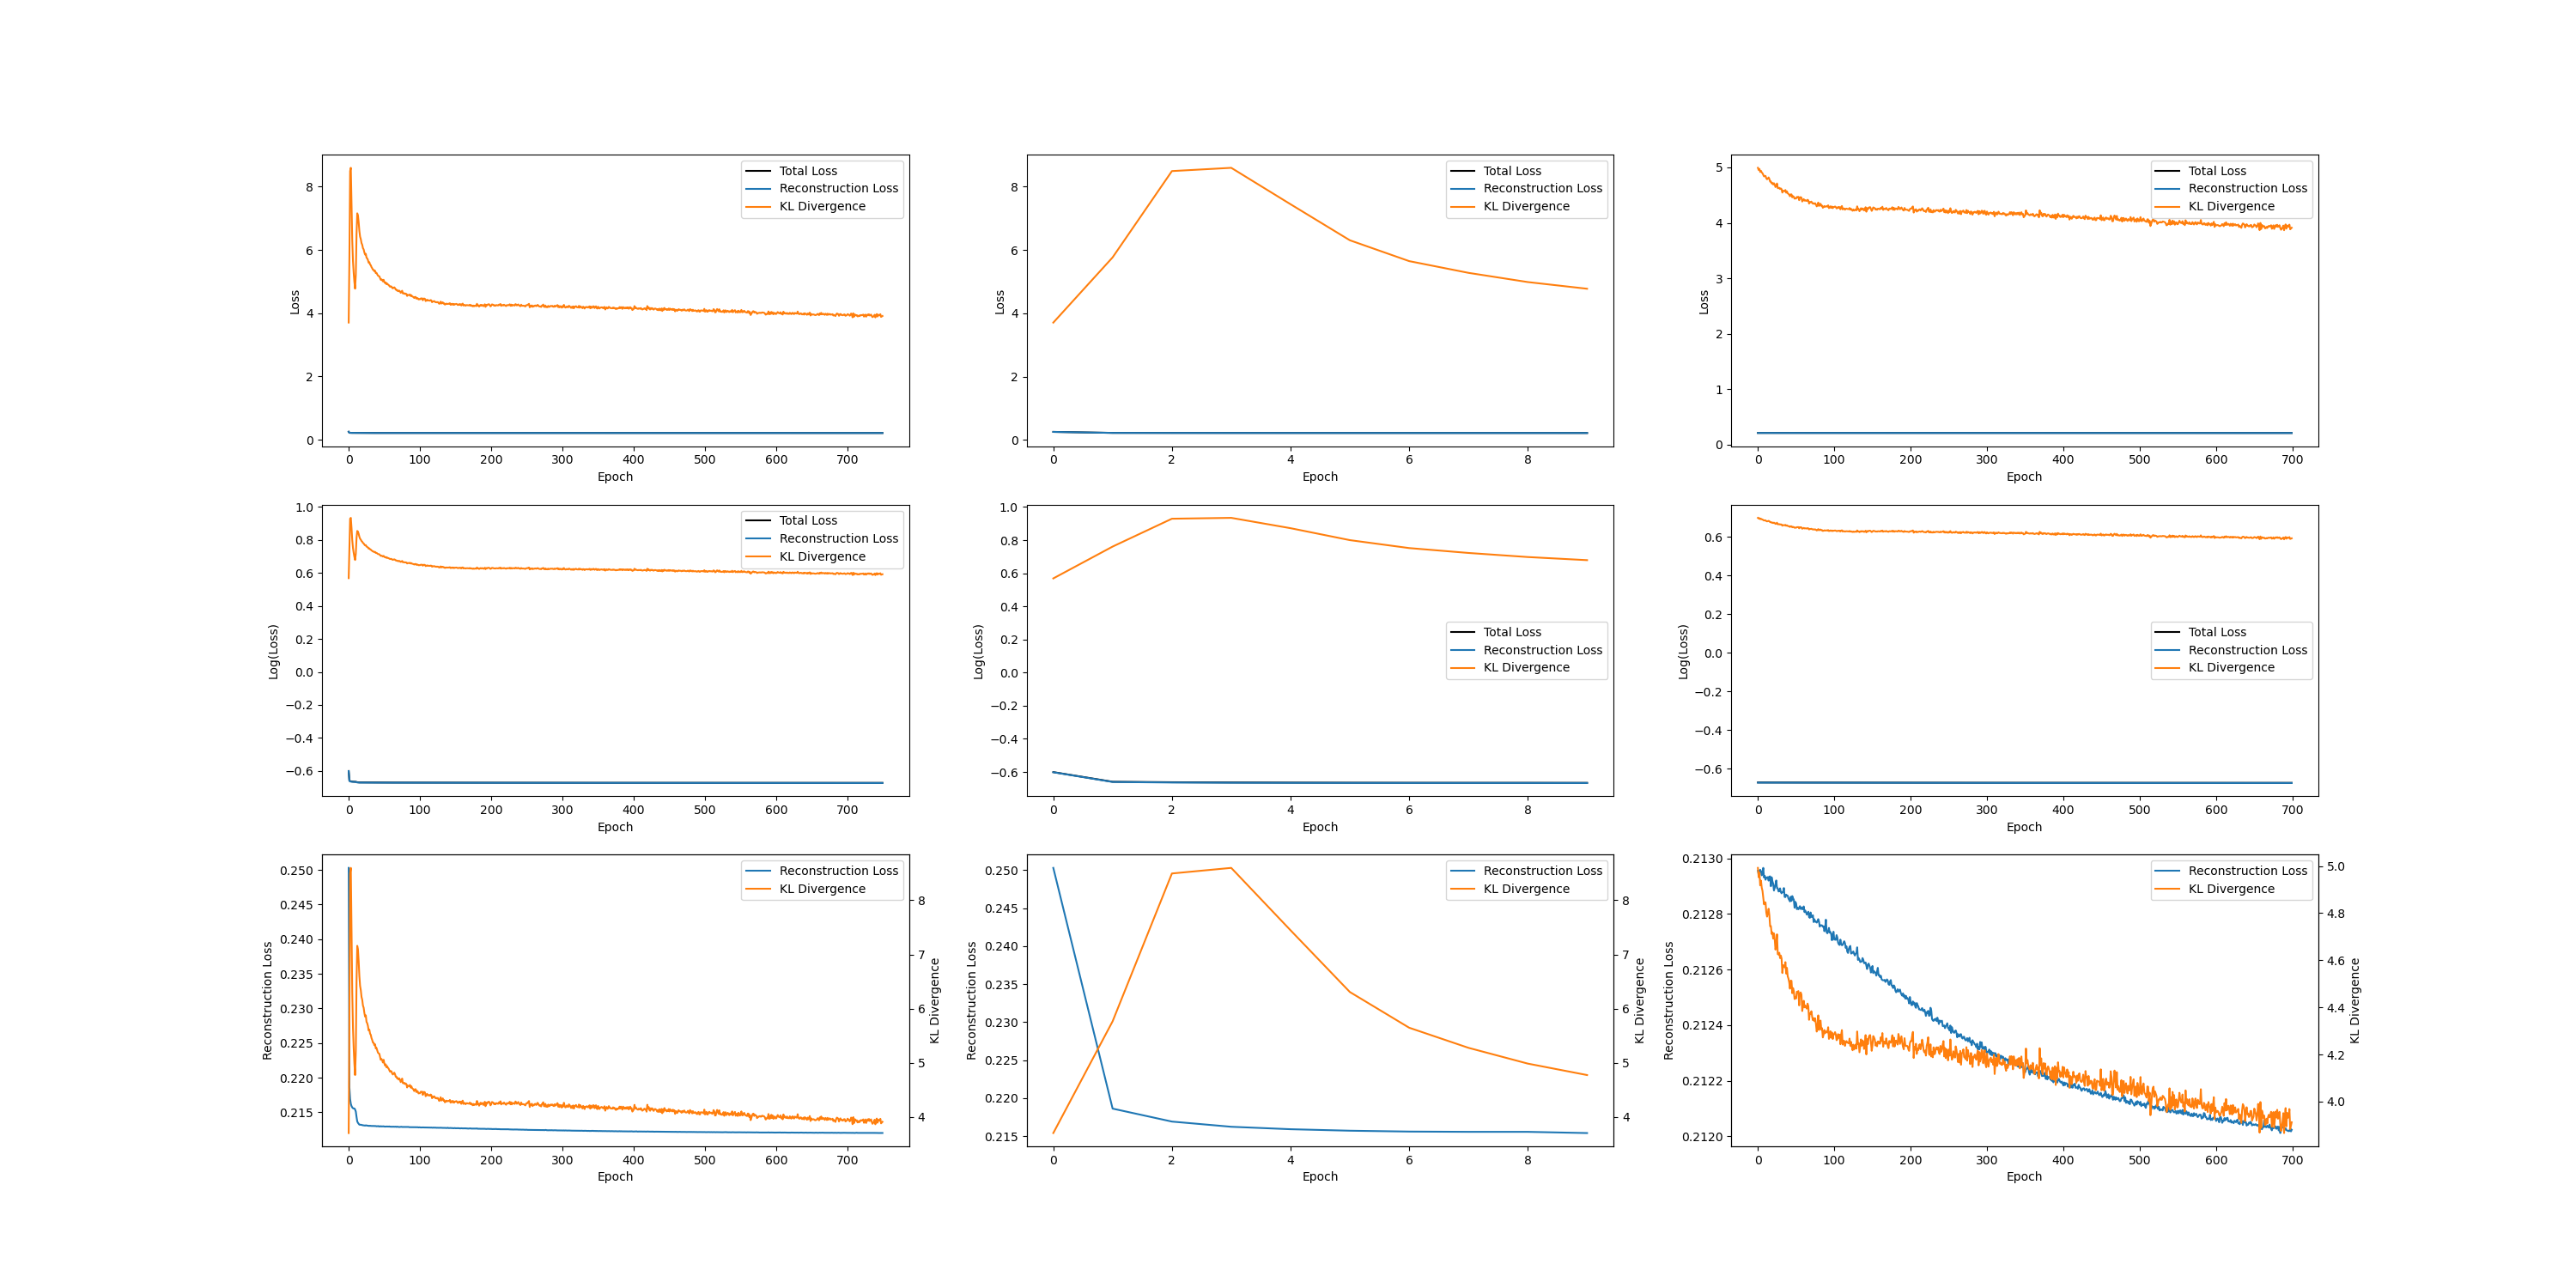 Total Loss
Reconstruction Loss
KL Divergence
8
6
4
2
0
Loss
0 100 200 300 400 500 600 700
Epoch
Total Loss
Reconstruction Loss
KL Divergence
8
6
4
2
0
Loss
0 2 4 6 8
Epoch
Total Loss
Reconstruction Loss
KL Divergence
5
4
3
2
1
0
Loss
0 100 200 300 400 500 600 700
Epoch
Total Loss
Reconstruction Loss
KL Divergence
1.0
0.8
0.6
0.4
0.2
0.0
−0.2
−0.4
−0.6
Log(Loss)
0 100 200 300 400 500 600 700
Epoch
Total Loss
Reconstruction Loss
KL Divergence
1.0
0.8
0.6
0.4
0.2
0.0
−0.2
−0.4
−0.6
Log(Loss)
0 2 4 6 8
Epoch
Total Loss
Reconstruction Loss
KL Divergence
0.6
0.4
0.2
0.0
−0.2
−0.4
−0.6
Log(Loss)
0 100 200 300 400 500 600 700
Epoch
Reconstruction Loss
KL Divergence
0.250
0.245
0.240
0.235
0.230
0.225
0.220
0.215
Reconstruction Loss
8
7
6
5
4
KL Divergence
0 100 200 300 400 500 600 700
Epoch
Reconstruction Loss
KL Divergence
0.250
0.245
0.240
0.235
0.230
0.225
0.220
0.215
Reconstruction Loss
8
7
6
5
4
KL Divergence
0 2 4 6 8
Epoch
Reconstruction Loss
KL Divergence
0.2130
0.2128
0.2126
0.2124
0.2122
0.2120
Reconstruction Loss
5.0
4.8
4.6
4.4
4.2
4.0
KL Divergence
0 100 200 300 400 500 600 700
Epoch